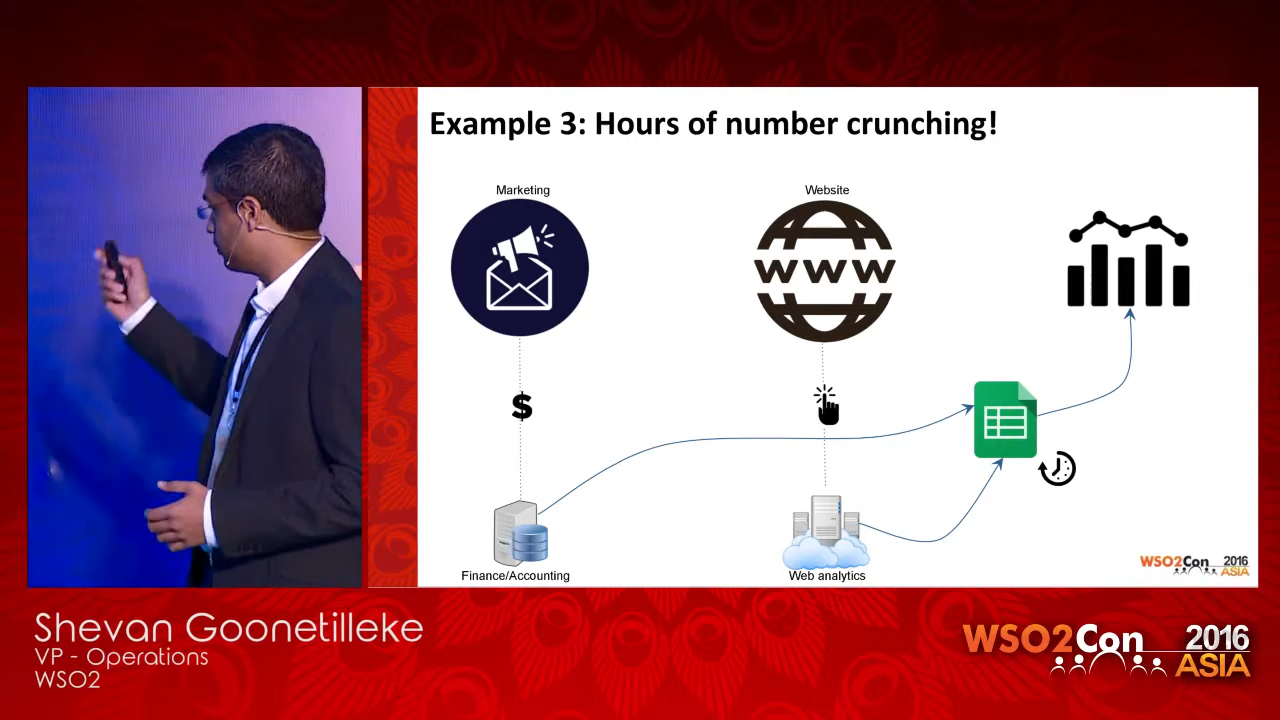 Example 3: Hours of number crunching!
Marketing
Website
WWW
$
Finance/Accounting
Web analytics
WSO2Con 2016
ASIA
Shevan Goonetilleke
VP - Operations
WSO2
WSO2Con 2016
ASIA